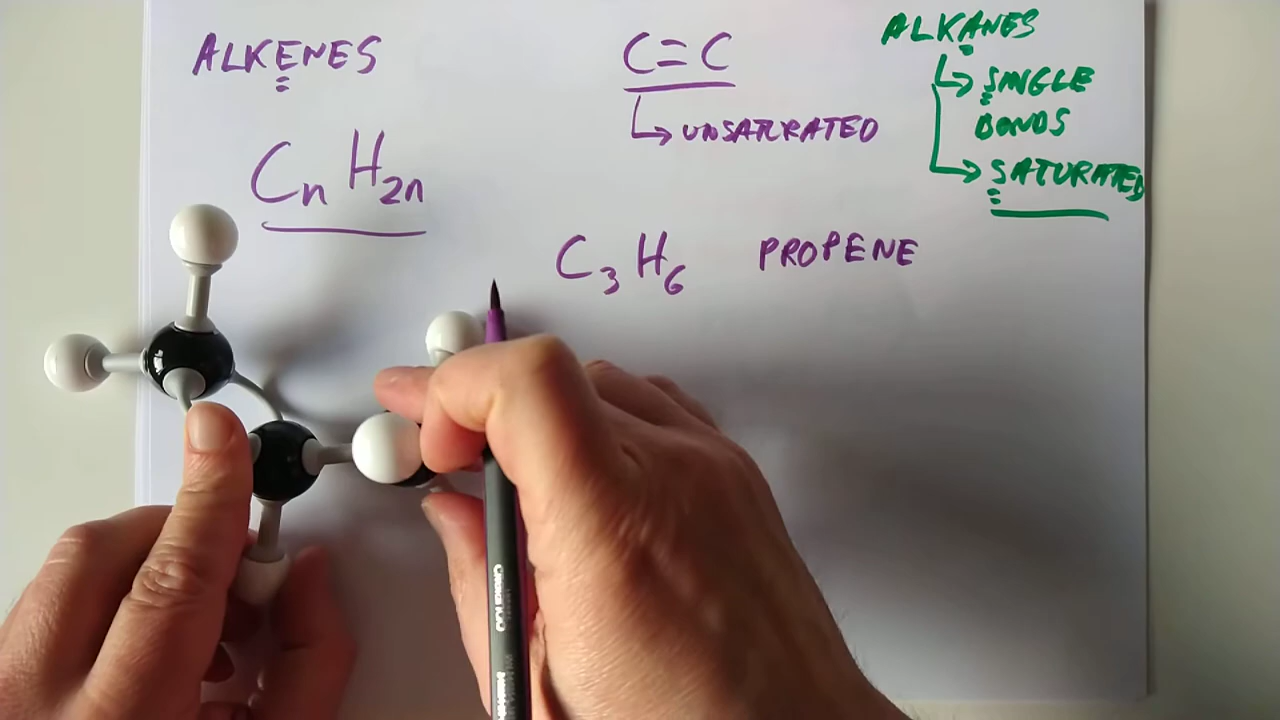 ALKENES
C=C
UNSATURATED
ALKANES
SINGLE
BONDS
SATURATED
CnH2n
C3H6 PROPENE